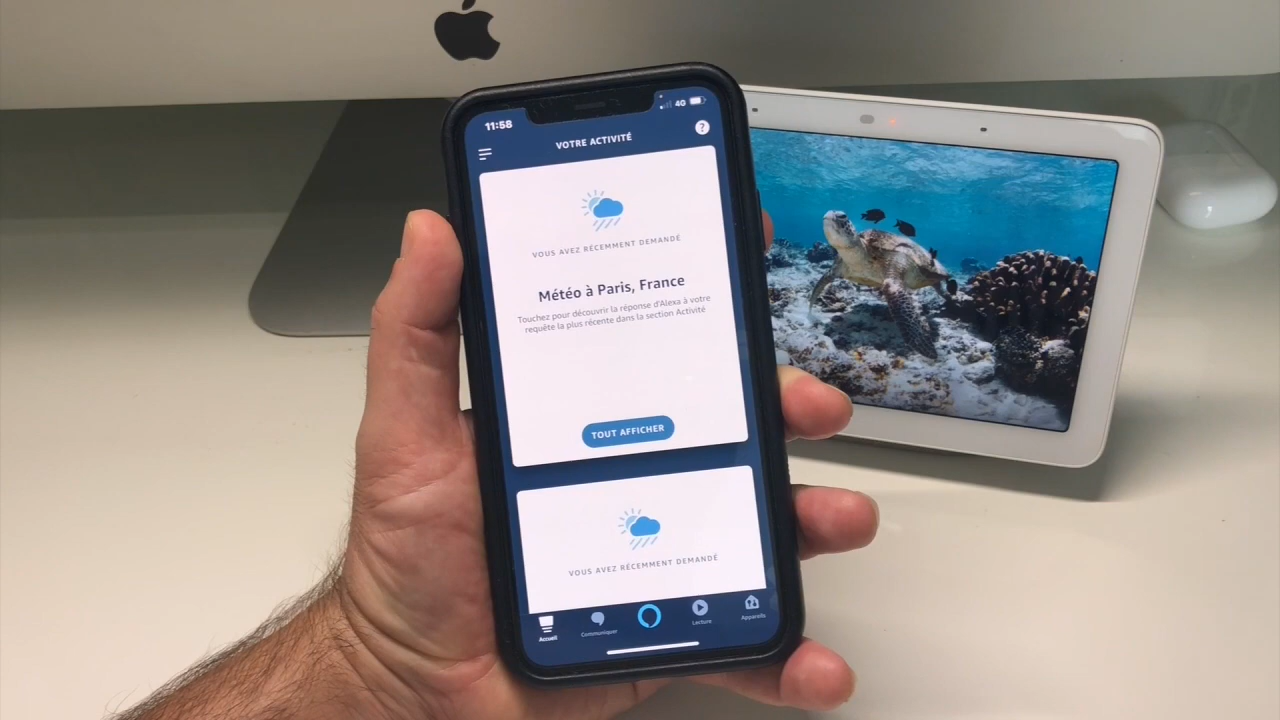 11:58
4G
VOTRE ACTIVITÉ
?
VOUS AVEZ RÉCEMMENT DEMANDÉ
Météo à Paris, France
Touchez pour découvrir la réponse d'Alexa à votre
requête la plus récente dans la section Activité
TOUT AFFICHER
VOUS AVEZ RÉCEMMENT DEMANDÉ
Accueil
Communiquer
Lecture
Appareils